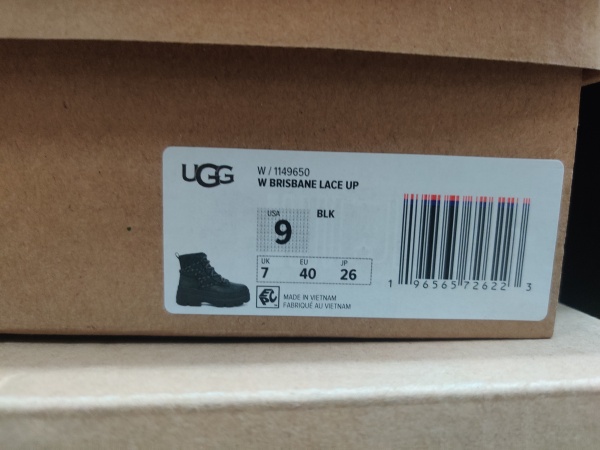 UGG
W / 1149650
W BRISBANE LACE UP
USA
9
BLK
UK EU JP
7 40 26
MADE IN VIETNAM
FABRIQUÉ AU VIETNAM
1 96565 72622 3